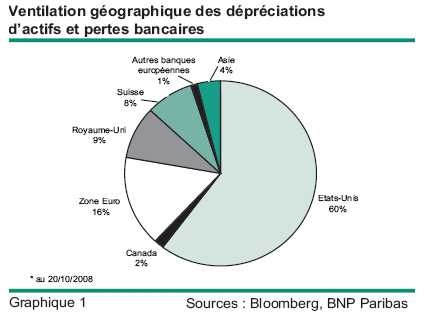 Ventilation géographique des dépréciations
d'actifs et pertes bancaires
Autres banques
européennes
1%
Asie
4%
Suisse
8%
Royaume-Uni
9%
Zone Euro
16%
Canada
2%
Etats-Unis
60%
* au 20/10/2008
Graphique 1
Sources : Bloomberg, BNP Paribas